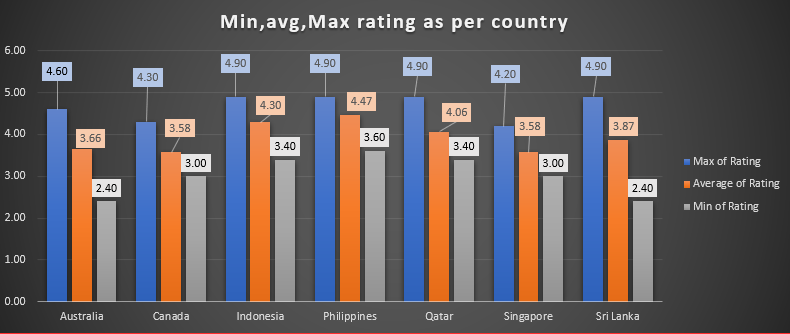 Min,avg,Max rating as per country
6.00
5.00
4.00
3.00
2.00
1.00
0.00
4.60
3.66
2.40
4.30
3.58
3.00
4.90
4.30
3.40
4.90
4.47
3.60
4.90
4.06
3.40
4.20
3.58
3.00
4.90
3.87
2.40
Australia
Canada
Indonesia
Philippines
Qatar
Singapore
Sri Lanka
Max of Rating
Average of Rating
Min of Rating